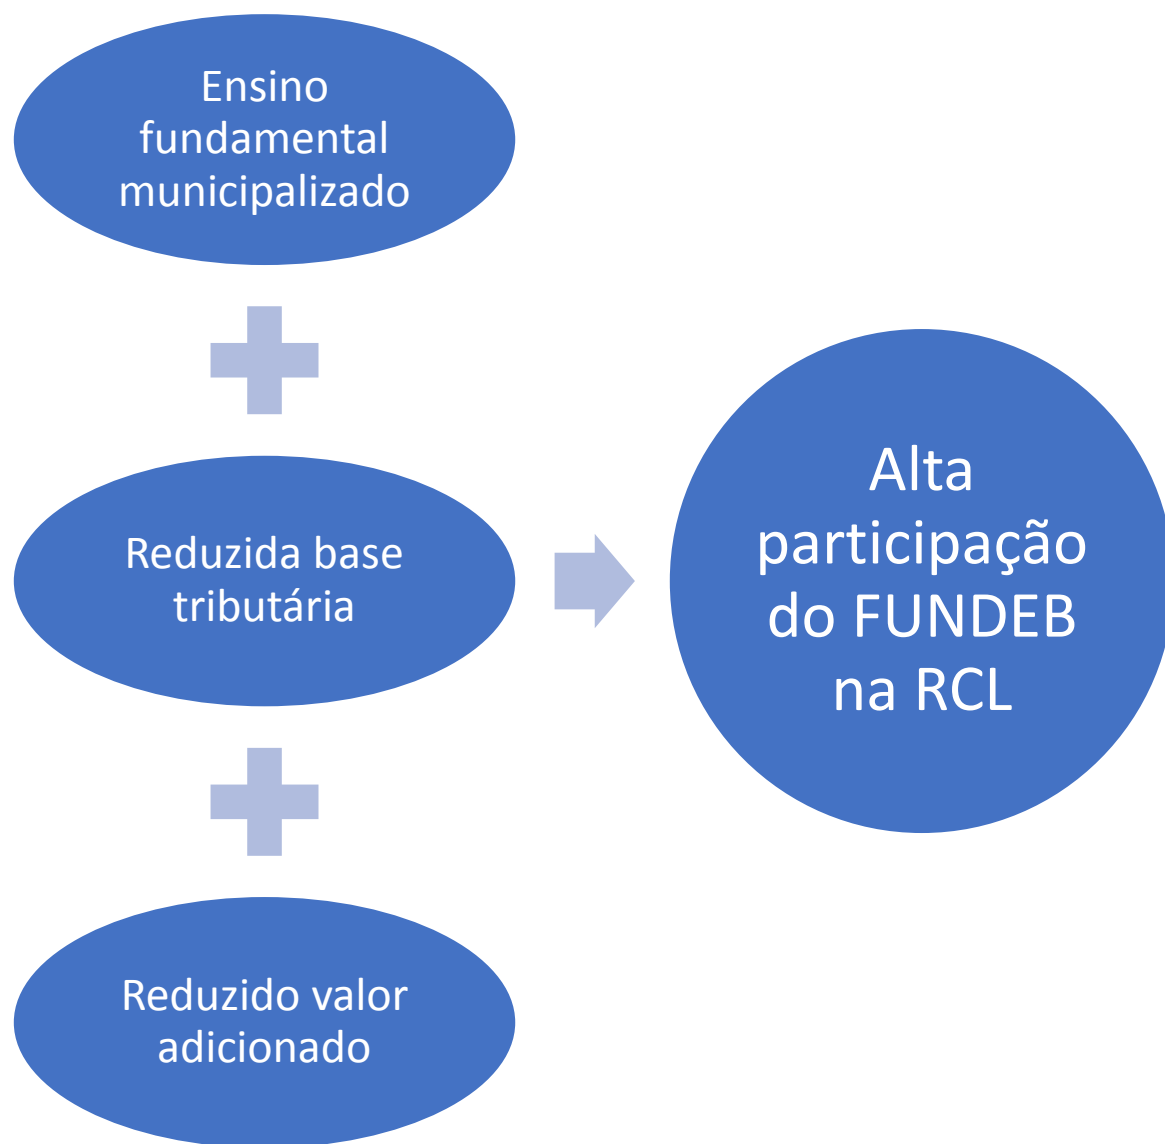 Ensino
fundamental
municipalizado
Reduzida base
tributária
Reduzido valor
adicionado
Alta
participação
do FUNDEB
na RCL